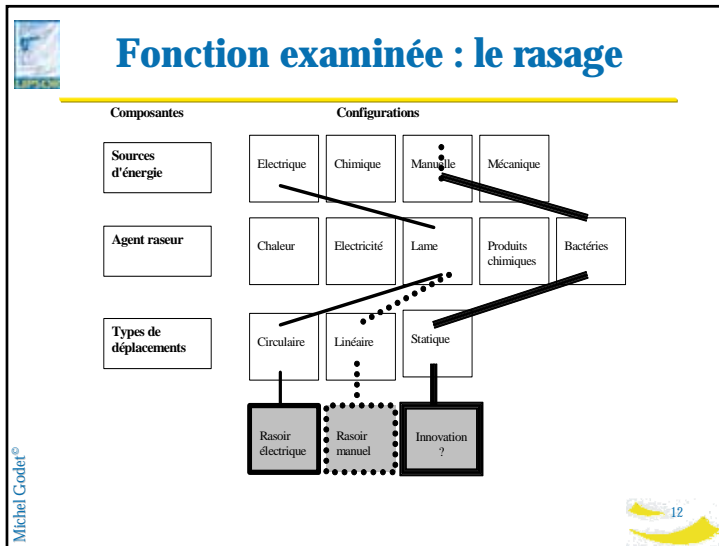 Fonction examinée : le rasage
Composantes
Configurations
Sources
d'énergie
Electrique
Chimique
Manuelle
Mécanique
Agent raseur
Chaleur
Electricité
Lame
Produits
chimiques
Bactéries
Types de
déplacements
Circulaire
Linéaire
Statique
Rasoir
électrique
Rasoir
manuel
Innovation
?
Michel Godet©
12